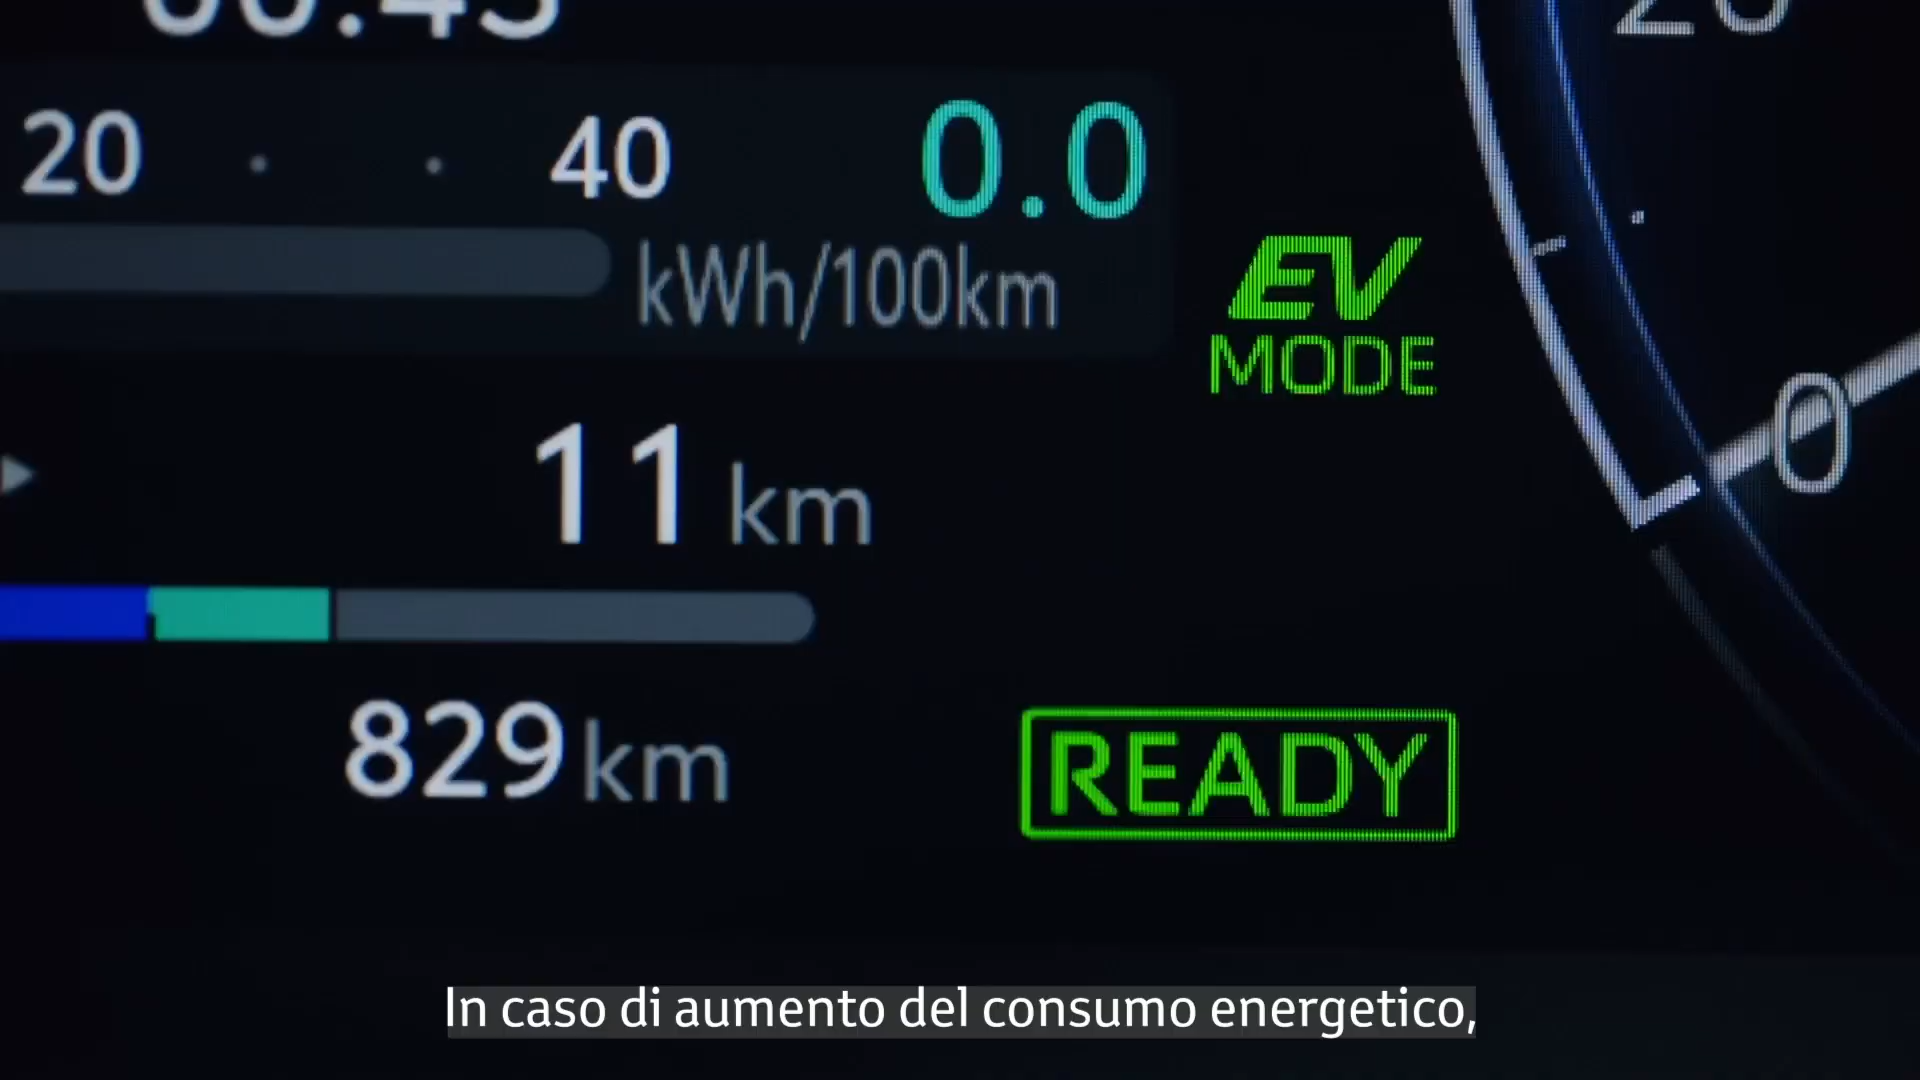 20 · · 40 0.0
kWh/100km
EV
MODE
0
11 km
829 km
READY
In caso di aumento del consumo energetico,